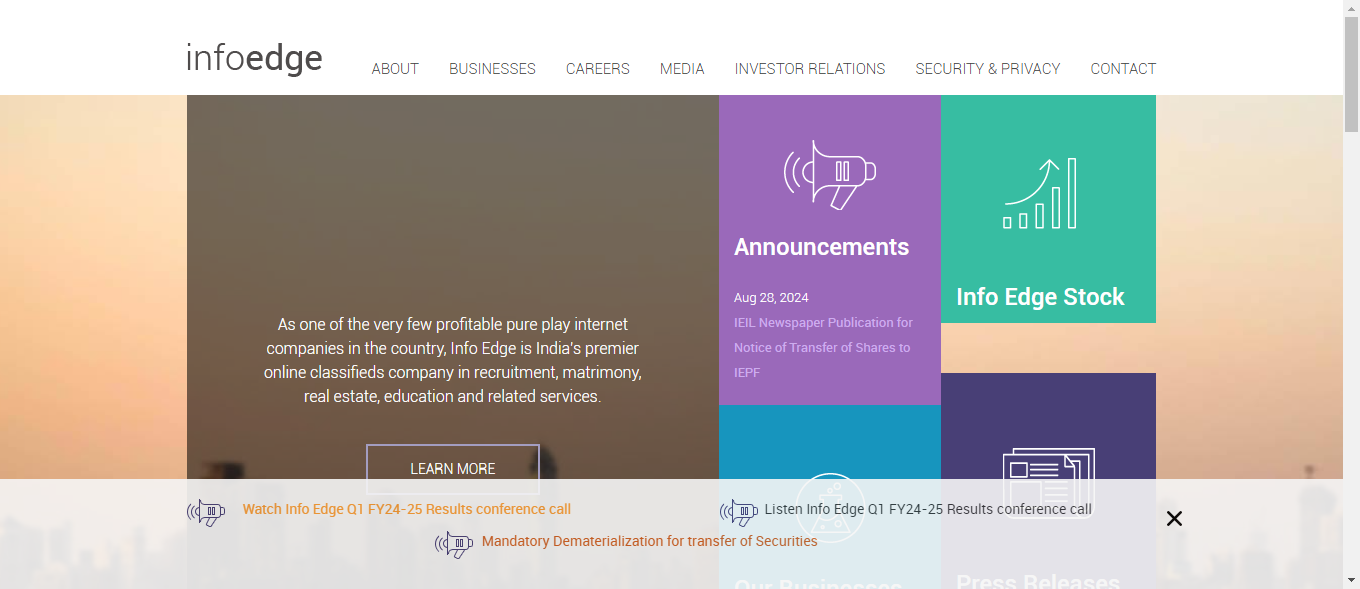 infoedge
ABOUT BUSINESSES CAREERS MEDIA INVESTOR RELATIONS SECURITY & PRIVACY CONTACT
As one of the very few profitable pure play internet
companies in the country, Info Edge is India's premier
online classifieds company in recruitment, matrimony,
real estate, education and related services.
LEARN MORE
Announcements
Aug 28, 2024
IEIL Newspaper Publication for
Notice of Transfer of Shares to
IEPF
Info Edge Stock
Our Businesses
Press Releases
Watch Info Edge Q1 FY24-25 Results conference call
Listen Info Edge Q1 FY24-25 Results conference call
Mandatory Dematerialization for transfer of Securities